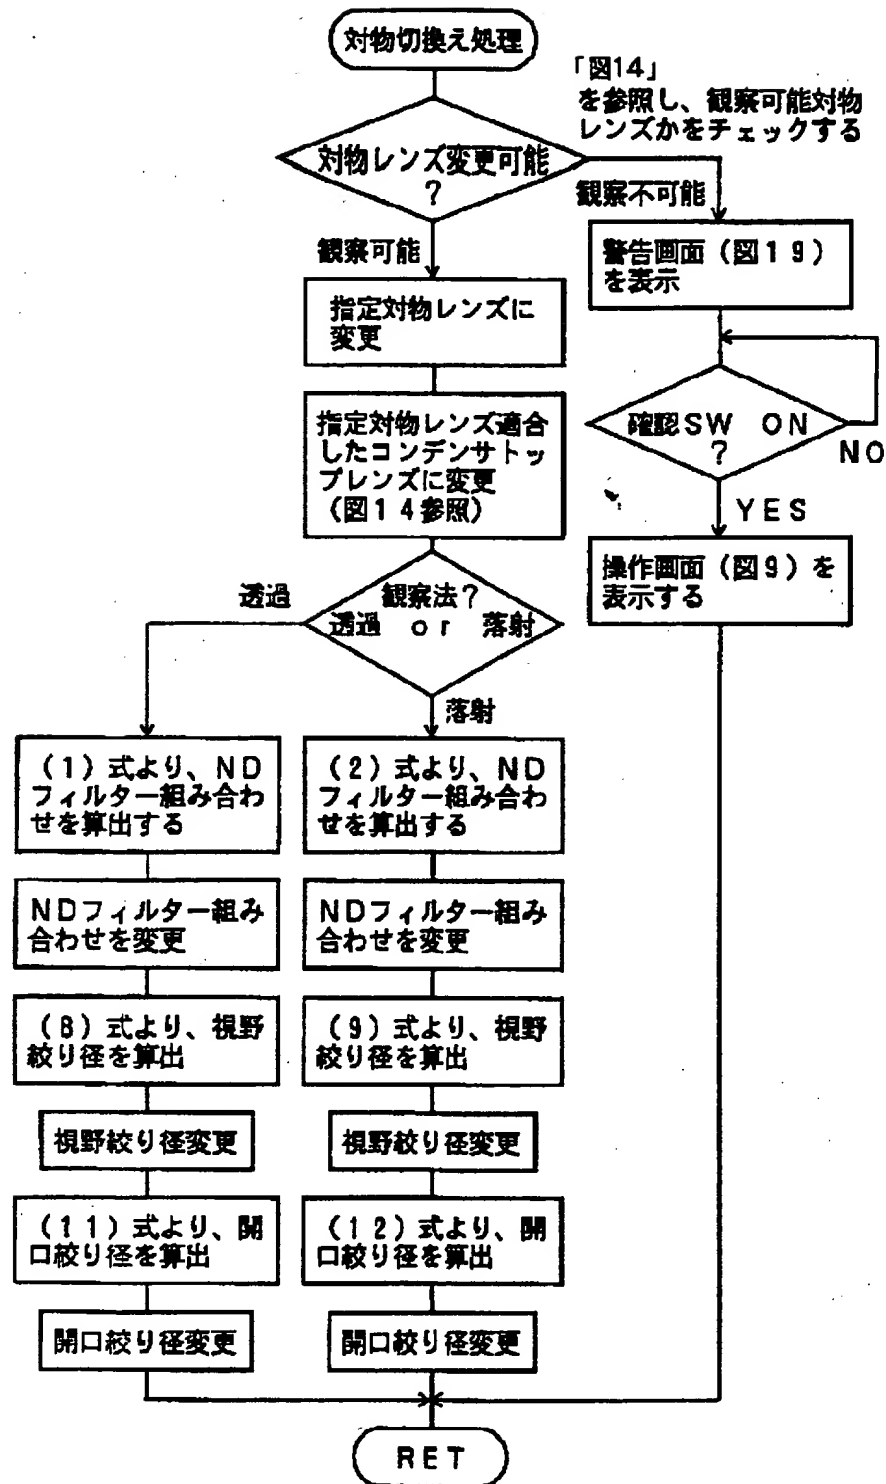 対物切換え処理
「図14」
を参照し、観察可能対物
レンズかをチェックする
対物レンズ変更可能
?
観察不可能
観察可能
警告画面(図19)
を表示
指定対物レンズに
変更
確認SW ON
?
NO
YES
指定対物レンズ適合
したコンデンサトッ
プレンズに変更
(図14参照)
操作画面(図9)を
表示する
観察法?
透過 or 落射
透過
落射
(1)式より、ND
フィルター組み合わ
せを算出する
NDフィルター組み
合わせを変更
(8)式より、視野
絞り径を算出
視野絞り径変更
(11)式より、開
口絞り径を算出
開口絞り径変更
(2)式より、ND
フィルター組み合わ
せを算出する
NDフィルター組み
合わせを変更
(9)式より、視野
絞り径を算出
視野絞り径変更
(12)式より、開
口絞り径を算出
開口絞り径変更
RET